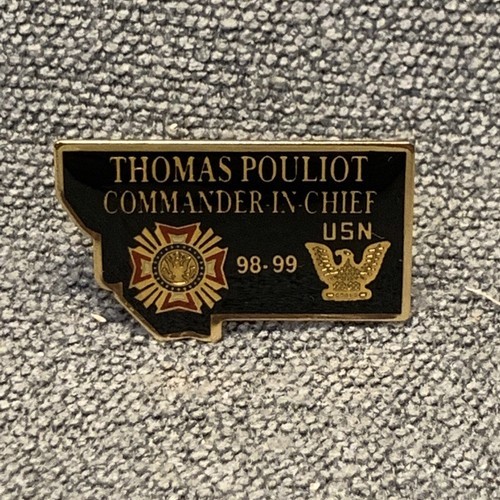 THOMAS POULIOT
COMMANDER-IN-CHIEF
USN
98-99